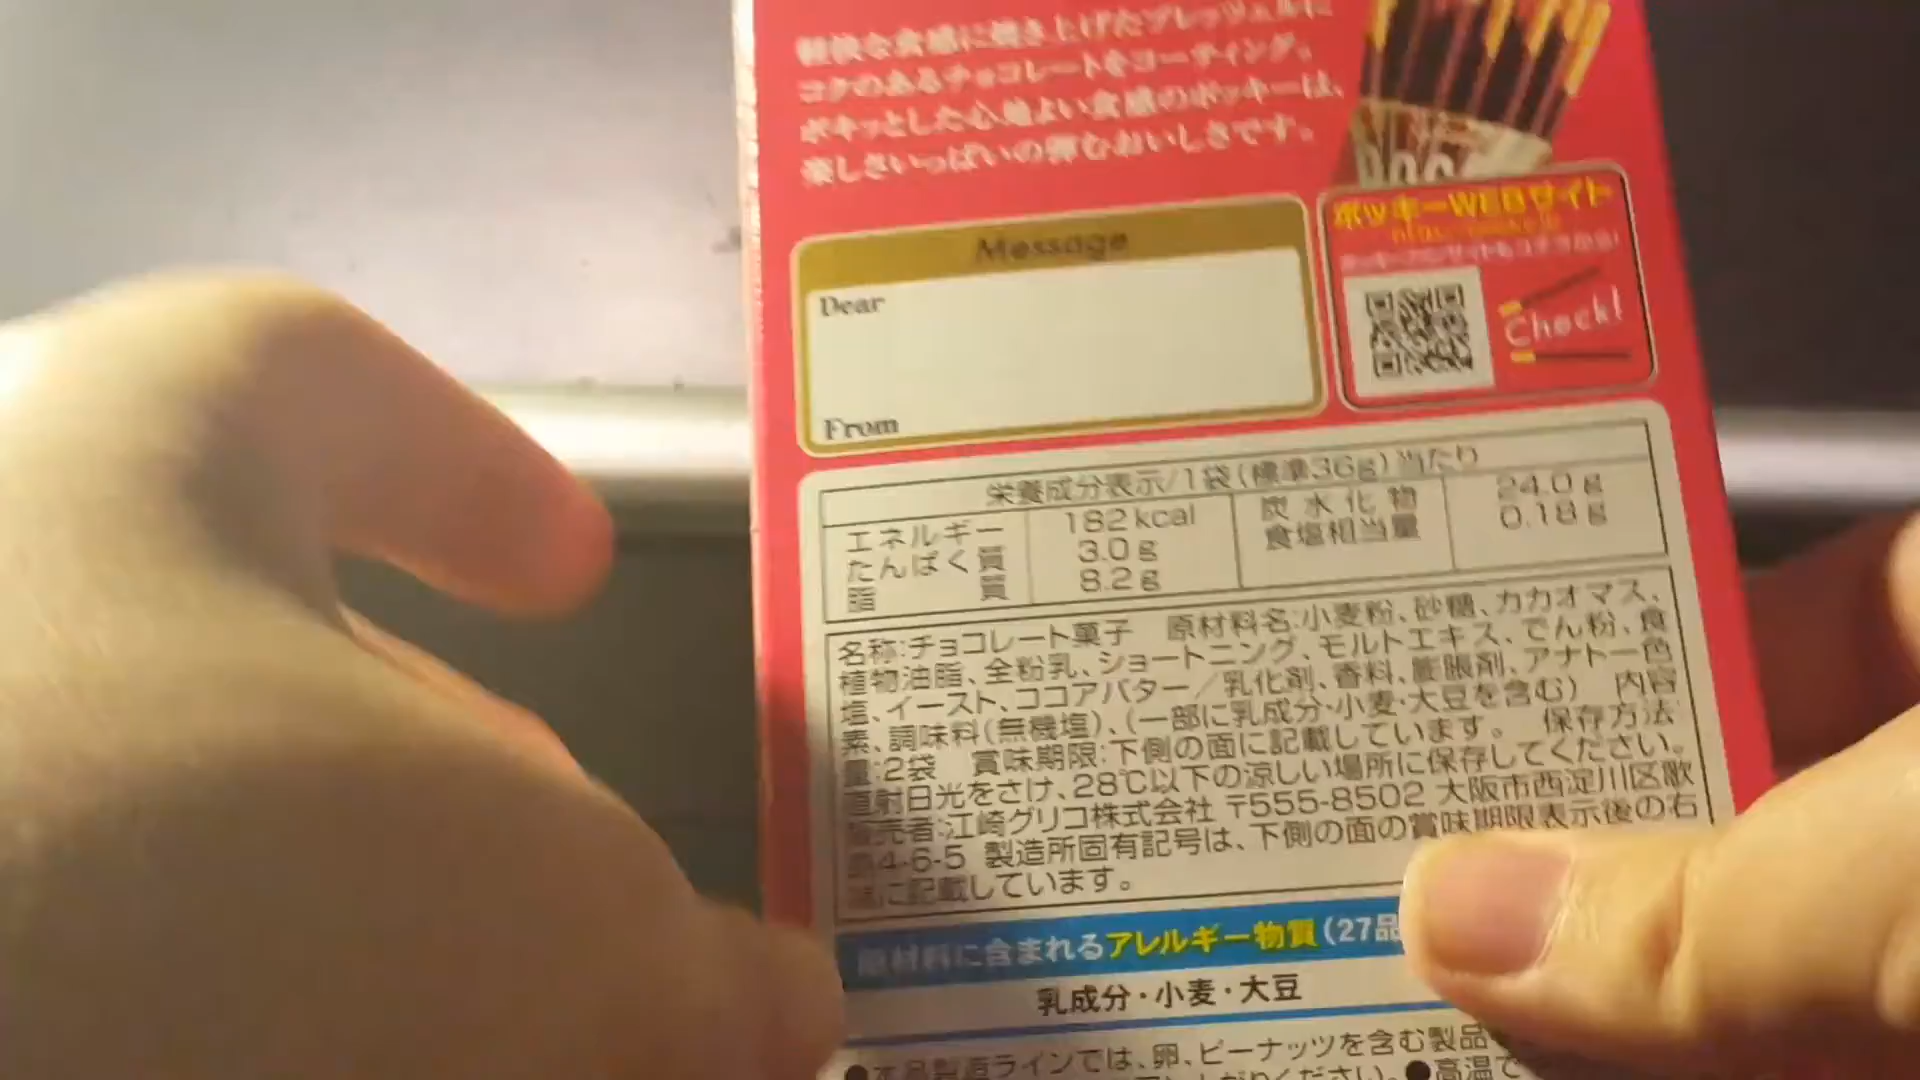 軽快な食感に焼き上げたプレッツェルに
コクのあるチョコレートをコーティング。
ポキッとした心地よい食感のポッキーは、
楽しさいっぱいの弾むおいしさです。
Message
Dear
From
ポッキーWEBサイト
Check!
栄養成分表示/1袋(標準36g)当たり
エネルギー 182kcal 炭水化物 24.0g
たんぱく質 3.0g 食塩相当量 0.18g
脂質 8.2g
名称:チョコレート菓子 原材料名:小麦粉、砂糖、カカオマス、
植物油脂、全粉乳、ショートニング、モルトエキス、でん粉、食
塩、イースト、ココアバター/乳化剤、香料、膨脹剤、アナトー色
素、調味料(無機塩)、(一部に乳成分・小麦・大豆を含む) 内容
量:2袋 賞味期限:下側の面に記載しています。 保存方法:
直射日光をさけ、28℃以下の涼しい場所に保存してください。
販売者:江崎グリコ株式会社 〒555-8502 大阪市西淀川区歌
島4-6-5 製造所固有記号は、下側の面の賞味期限表示後の右
端に記載しています。
原材料に含まれるアレルギー物質(27品
乳成分・小麦・大豆
●本品製造ラインでは、卵、ピーナッツを含む製品
●高温で